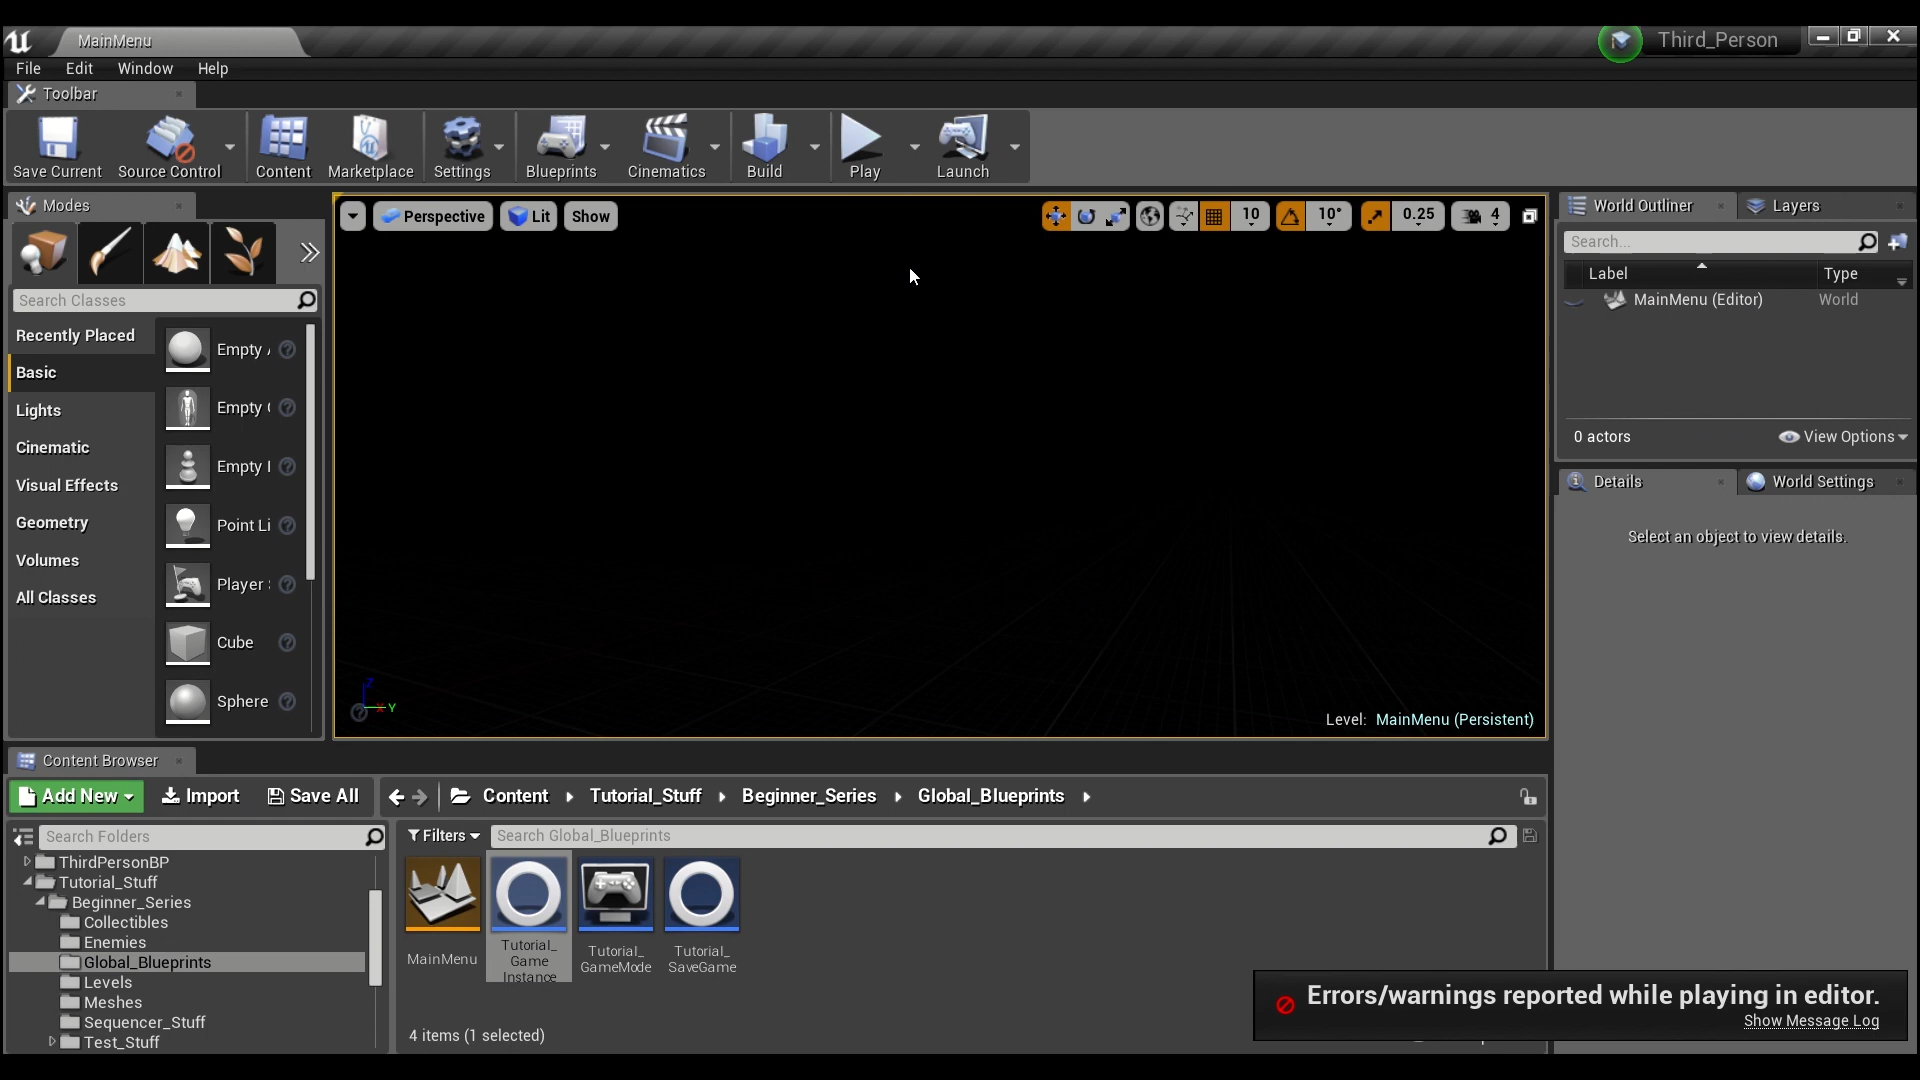 MainMenu
Third_Person
File Edit Window Help
Toolbar
Save Current Source Control Content Marketplace Settings Blueprints Cinematics Build Play Launch
Modes
Search Classes
Recently Placed
Basic
Lights
Cinematic
Visual Effects
Geometry
Volumes
All Classes
Empty
Empty
Empty
Point Li
Player
Cube
Sphere
Perspective Lit Show
10 10° 0.25 4
Z
X Y
Level: MainMenu (Persistent)
World Outliner Layers
Search...
Label Type
MainMenu (Editor) World
0 actors View Options
Details World Settings
Select an object to view details.
Content Browser
Add New Import Save All Content Tutorial_Stuff Beginner_Series Global_Blueprints
Search Folders
ThirdPersonBP
Tutorial_Stuff
Beginner_Series
Collectibles
Enemies
Global_Blueprints
Levels
Meshes
Sequencer_Stuff
Test_Stuff
Filters Search Global_Blueprints
MainMenu
Tutorial_
Game
Instance
Tutorial_
GameMode
Tutorial_
SaveGame
4 items (1 selected)
Errors/warnings reported while playing in editor.
Show Message Log